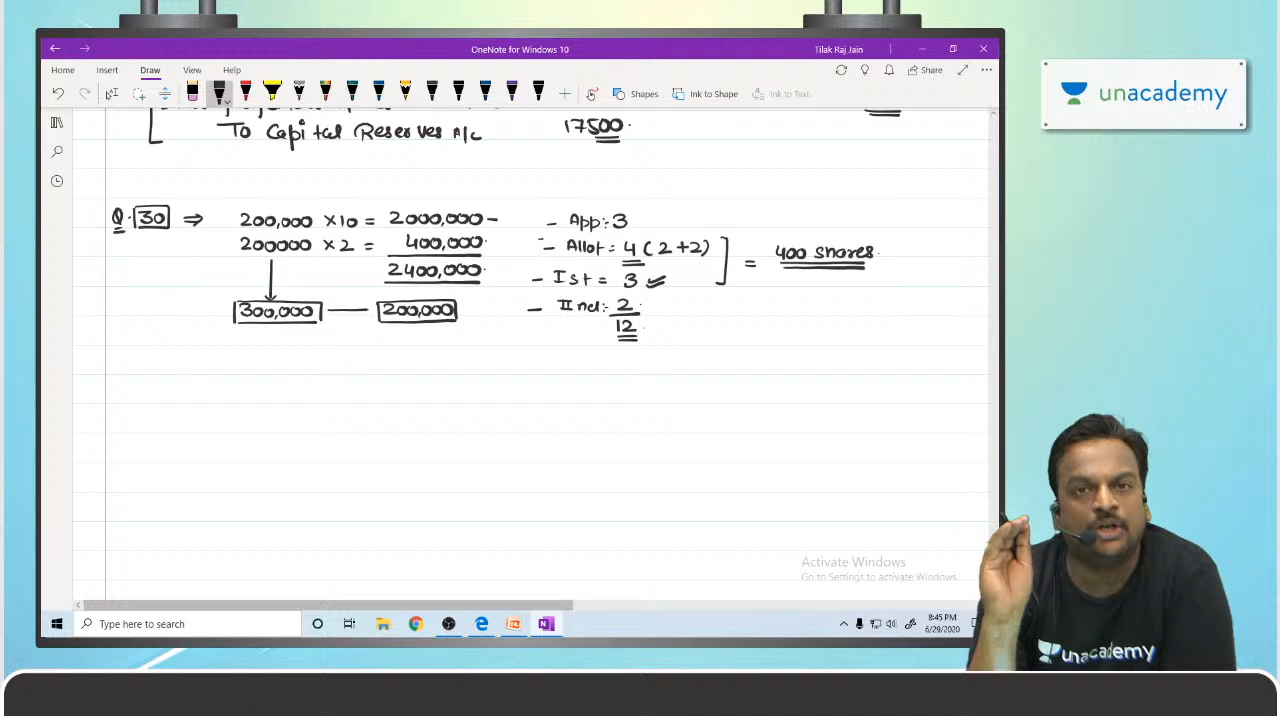 OneNote for Windows 10
Tilak Raj Jain
Home Insert Draw View Help
Share
Shapes
Ink to Shape
Ink to Text
To Capital Reserves A/c 17500
unacademy
Q. 30 ⇒ 200,000 ×10 = 2000,000 – – App:- 3
200000 ×2 = 400,000 – Allot = 4 (2+2)
2400,000 – Ist = 3 ✓ = 400 shares
300,000 — 200,000 – IInd:- 2
12
Activate Windows
Go to Settings to activate Windows.
Type here to search
8:45 PM
6/29/2020
unacademy